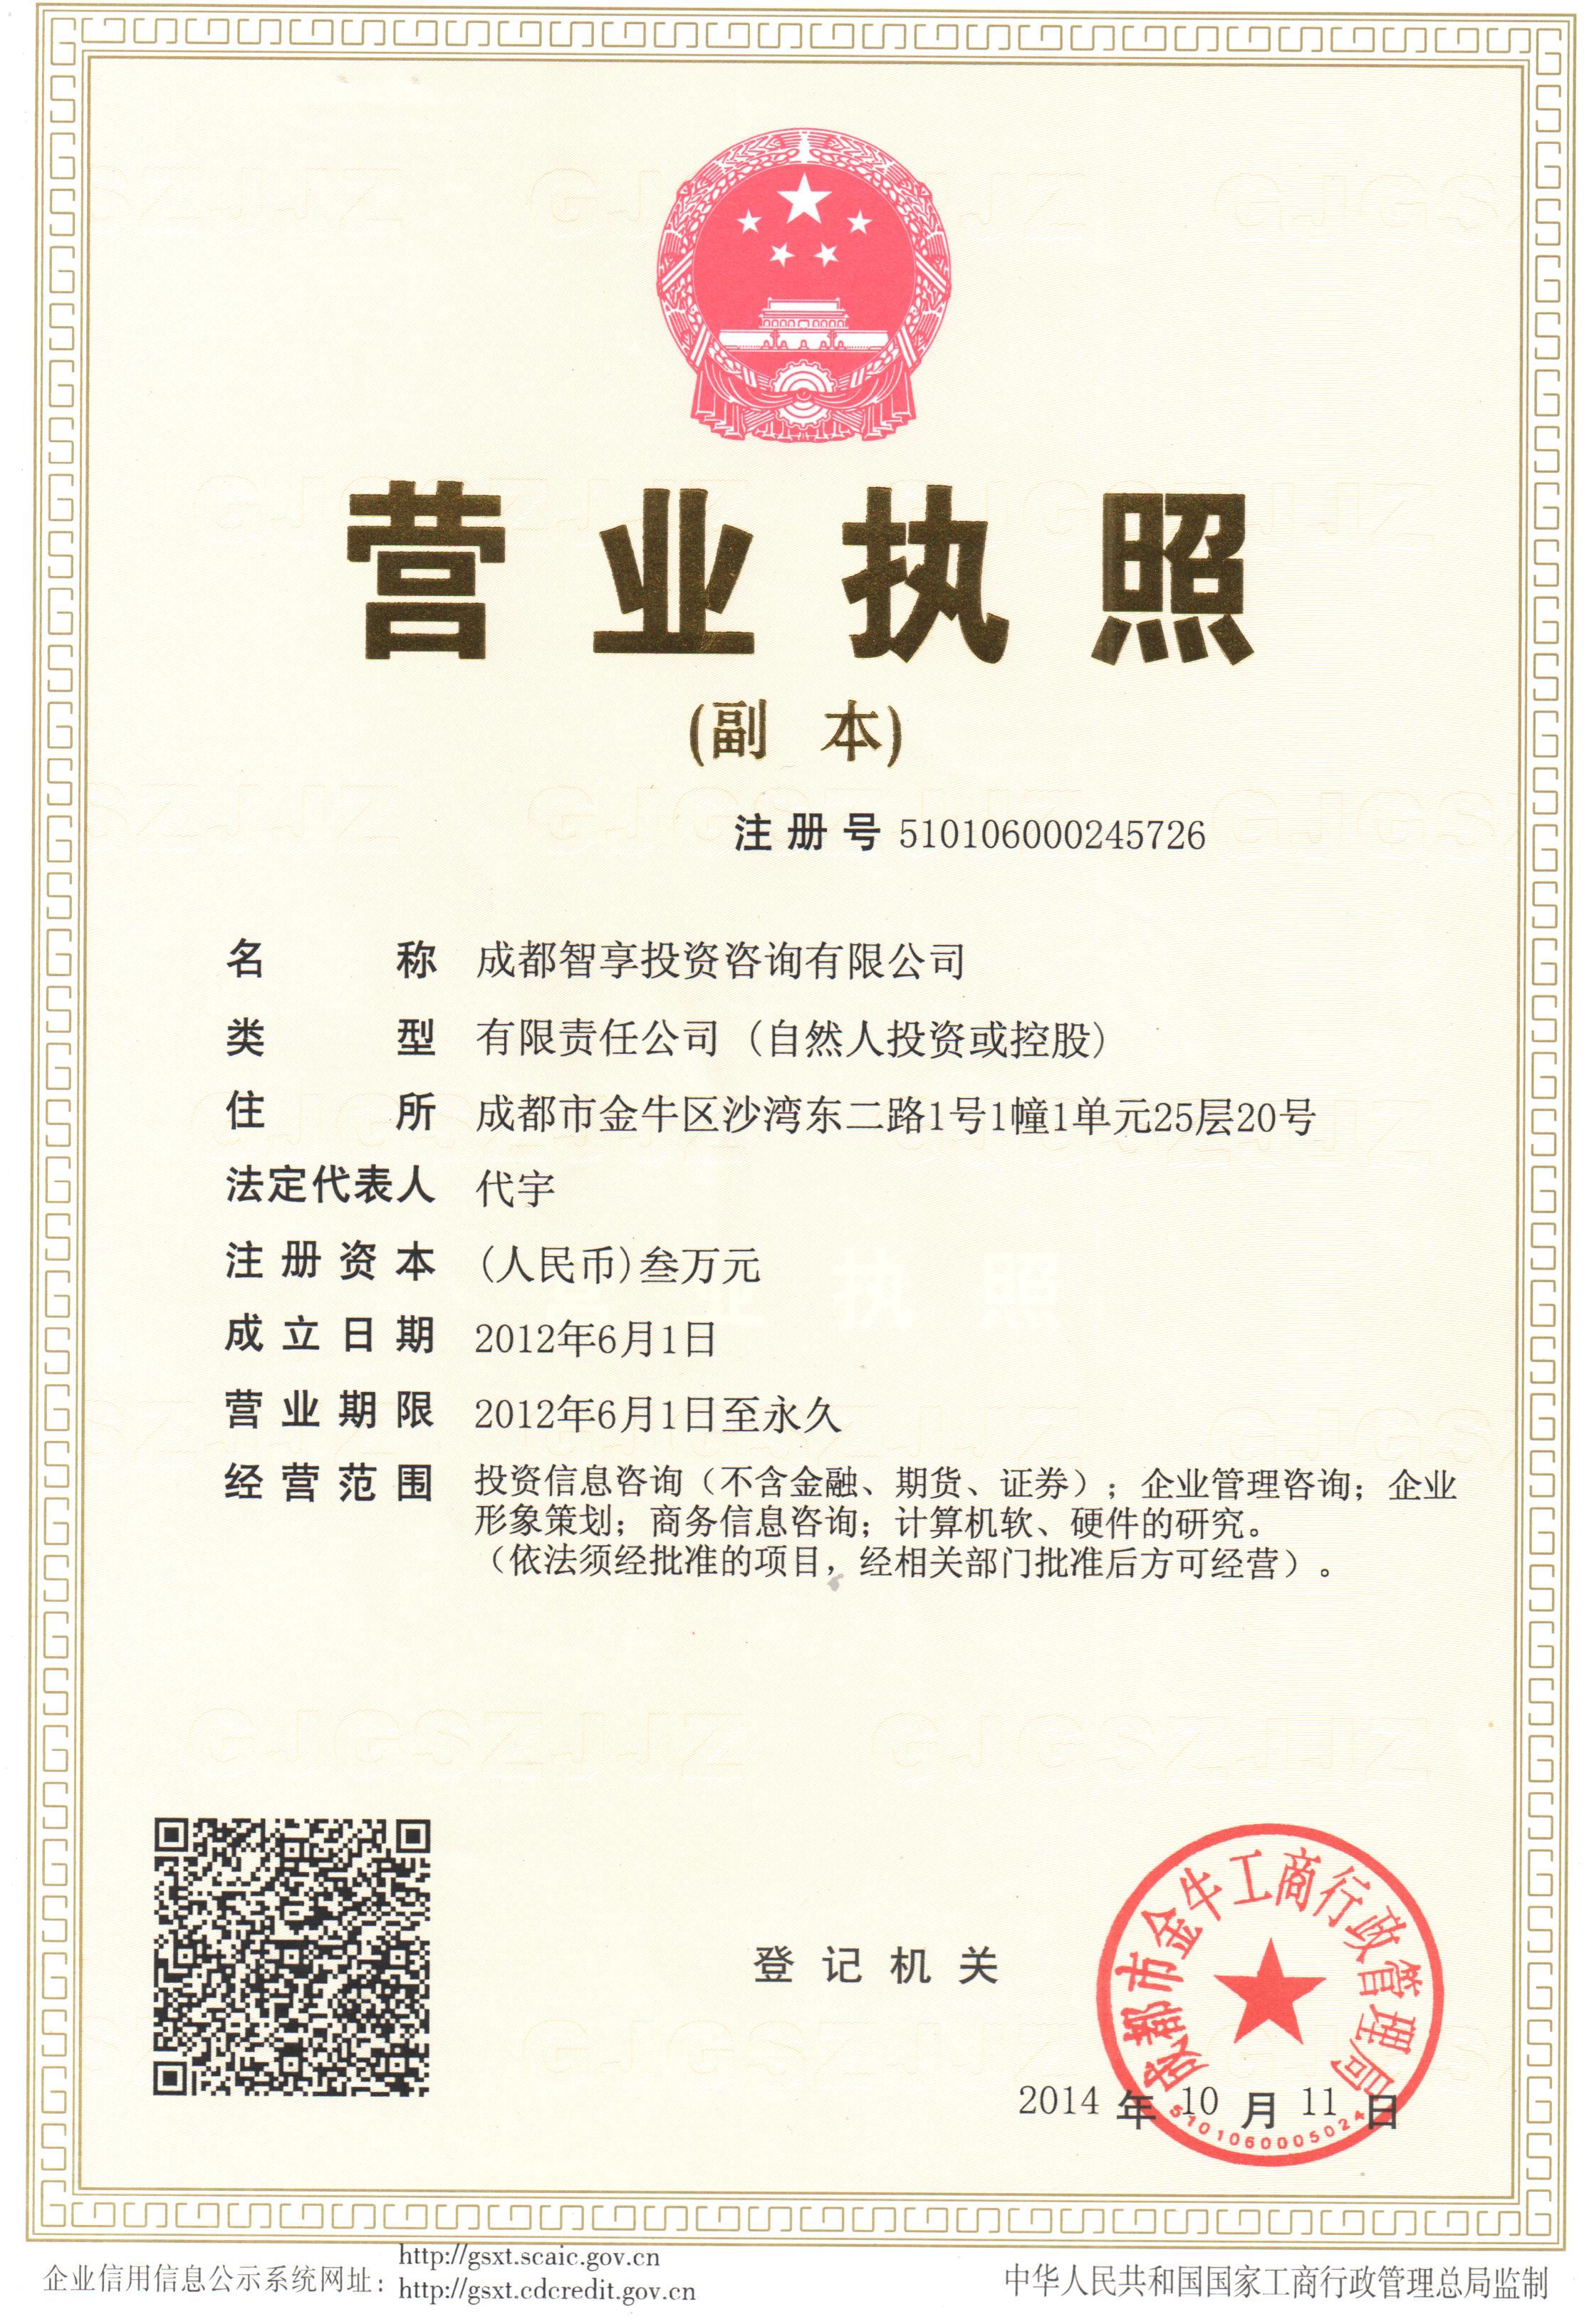 营业执照
(副 本)
注册号 510106000245726
名称 成都智享投资咨询有限公司
类型 有限责任公司 (自然人投资或控股)
住所 成都市金牛区沙湾东二路1号1幢1单元25层20号
法定代表人 代宇
注册资本 (人民币)叁万元
成立日期 2012年6月1日
营业期限 2012年6月1日至永久
经营范围 投资信息咨询（不含金融、期货、证券）；企业管理咨询；企业
形象策划；商务信息咨询；计算机软、硬件的研究。
（依法须经批准的项目，经相关部门批准后方可经营）。
登记机关
成都市金牛工商行政管理局
2014 年 10 月 11 日
5101060005024
企业信用信息公示系统网址：
http://gsxt.scaic.gov.cn
http://gsxt.cdcredit.gov.cn
中华人民共和国国家工商行政管理总局监制